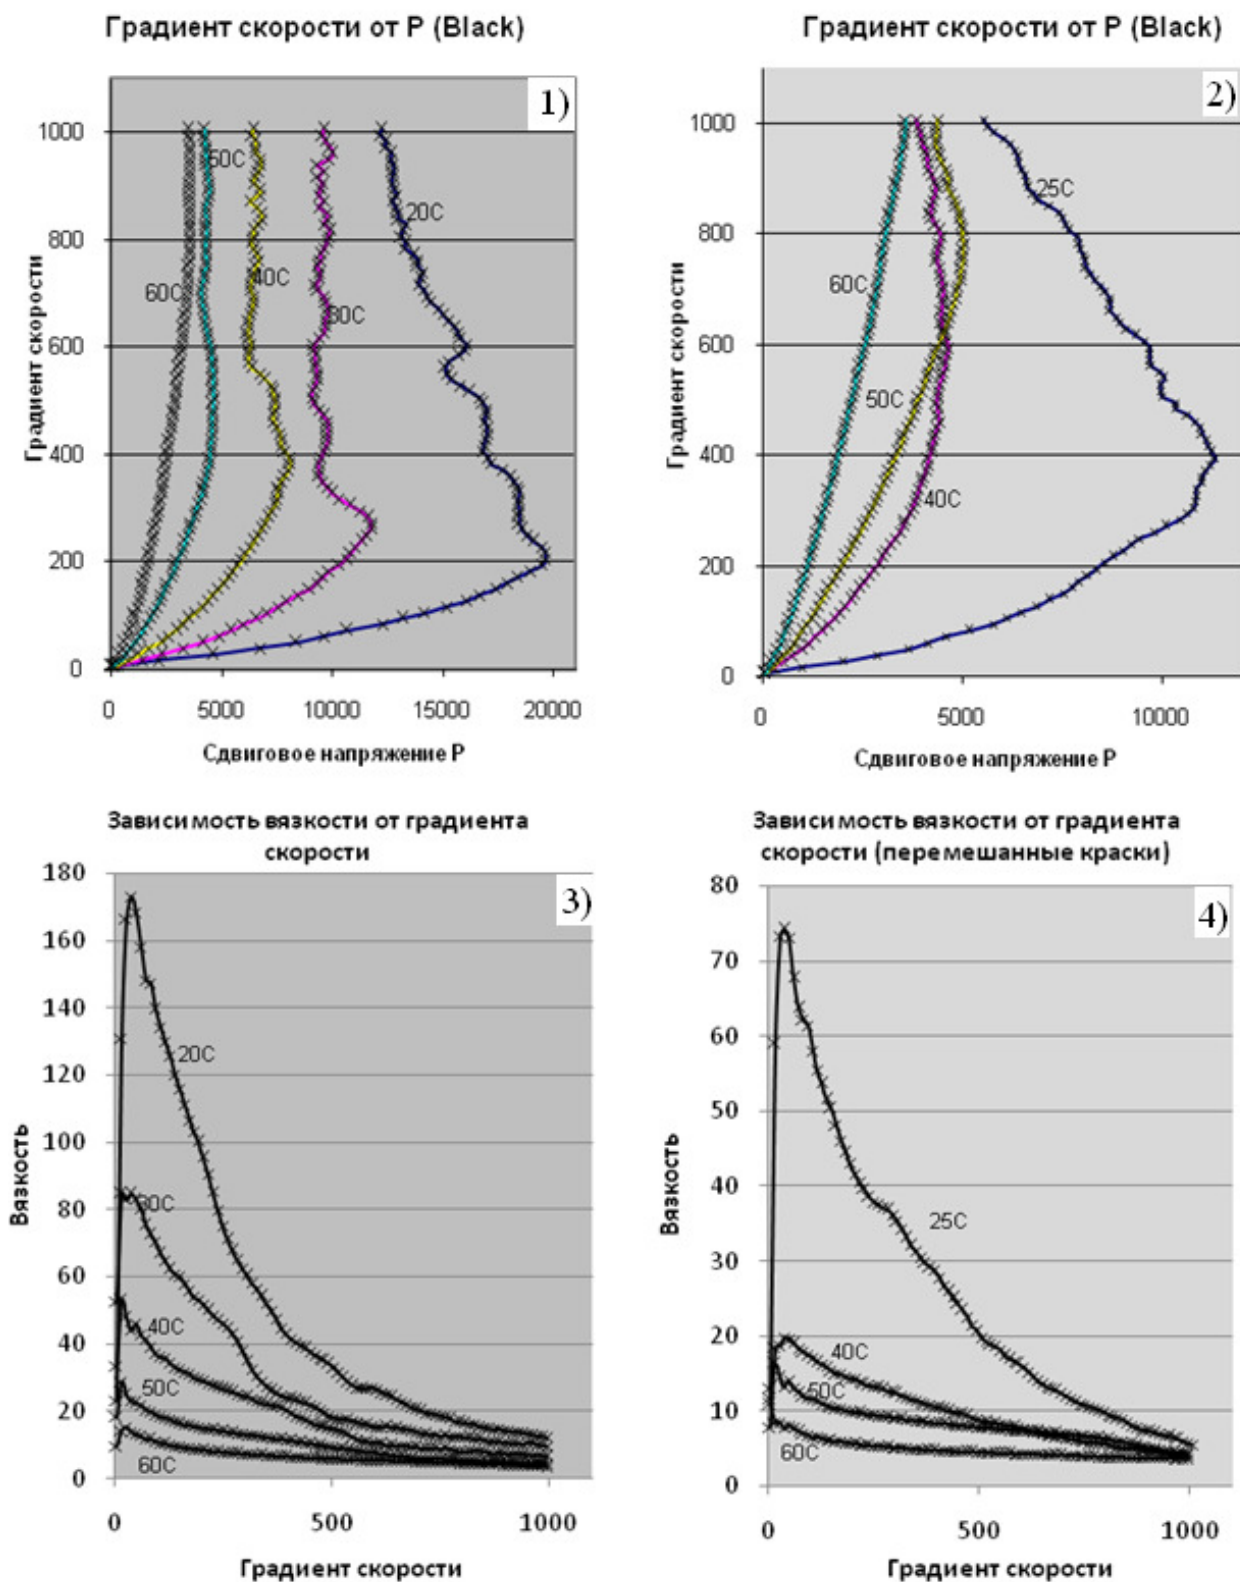 Градиент скорости от P (Black)
1)
1000
800
600
400
200
0
Градиент скорости
60C
50C
40C
30C
20C
0
5000
10000
15000
20000
Сдвиговое напряжение P
Градиент скорости от P (Black)
2)
1000
800
600
400
200
0
Градиент скорости
60C
50C
40C
25C
0
5000
10000
Сдвиговое напряжение P
Зависимость вязкости от градиента
скорости
3)
180
160
140
120
100
80
60
40
20
0
Вязкость
20C
30C
40C
50C
60C
0
500
1000
Градиент скорости
Зависимость вязкости от градиента
скорости (перемешанные краски)
4)
80
70
60
50
40
30
20
10
0
Вязкость
25C
40C
50C
60C
0
500
1000
Градиент скорости